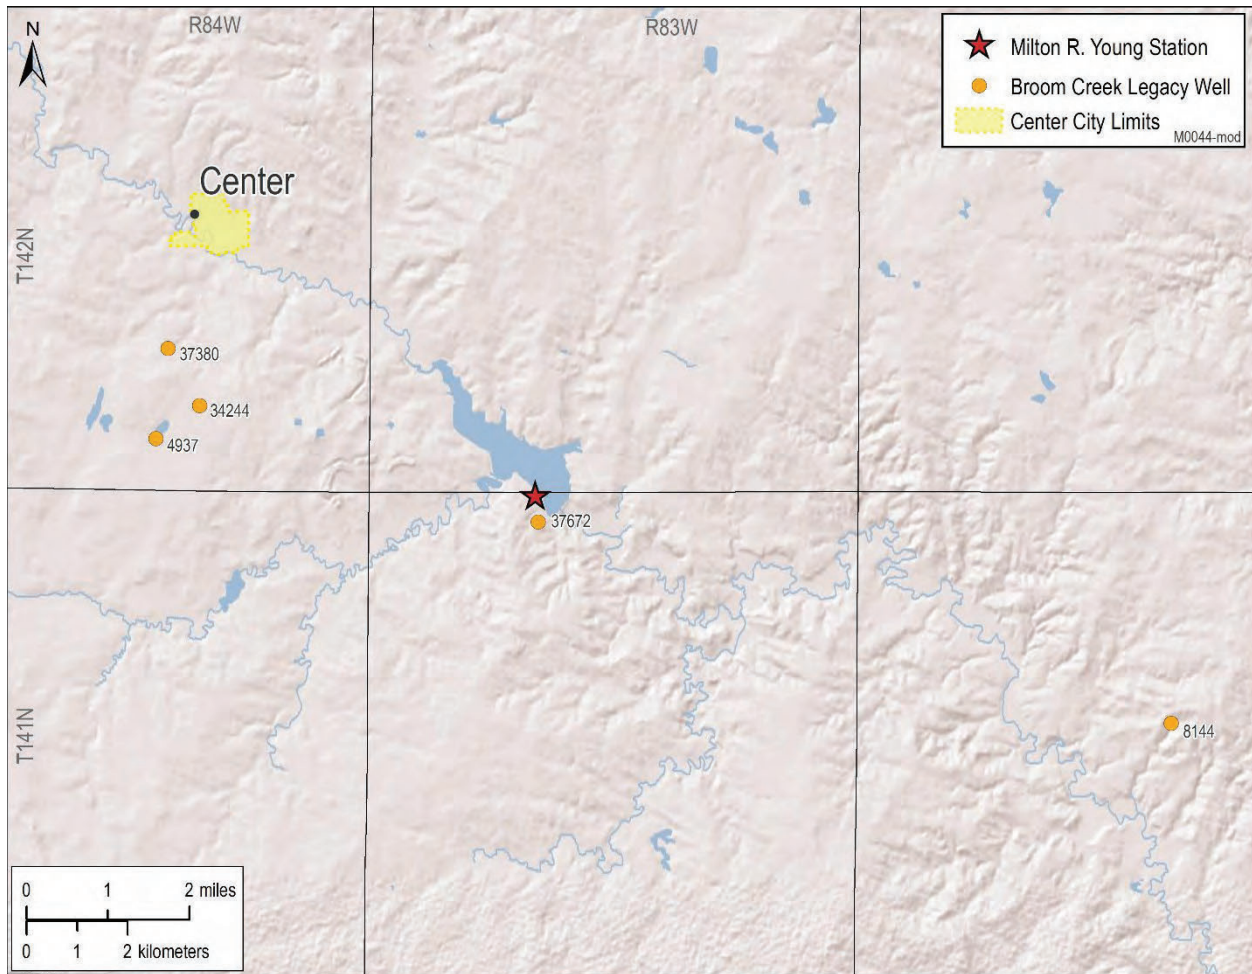 N
R84W
R83W
Milton R. Young Station
Broom Creek Legacy Well
Center City Limits
M0044-mod
Center
T142N
37380
34244
4937
37672
T141N
8144
0 1 2 miles
0 1 2 kilometers